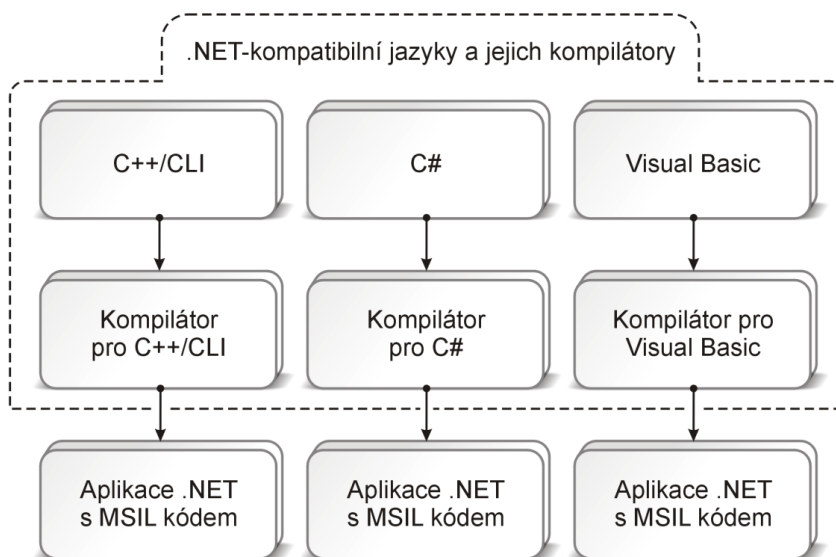 .NET-kompatibilní jazyky a jejich kompilátory
C++/CLI
C#
Visual Basic
Kompilátor
pro C++/CLI
Kompilátor
pro C#
Kompilátor pro
Visual Basic
Aplikace .NET
s MSIL kódem
Aplikace .NET
s MSIL kódem
Aplikace .NET
s MSIL kódem